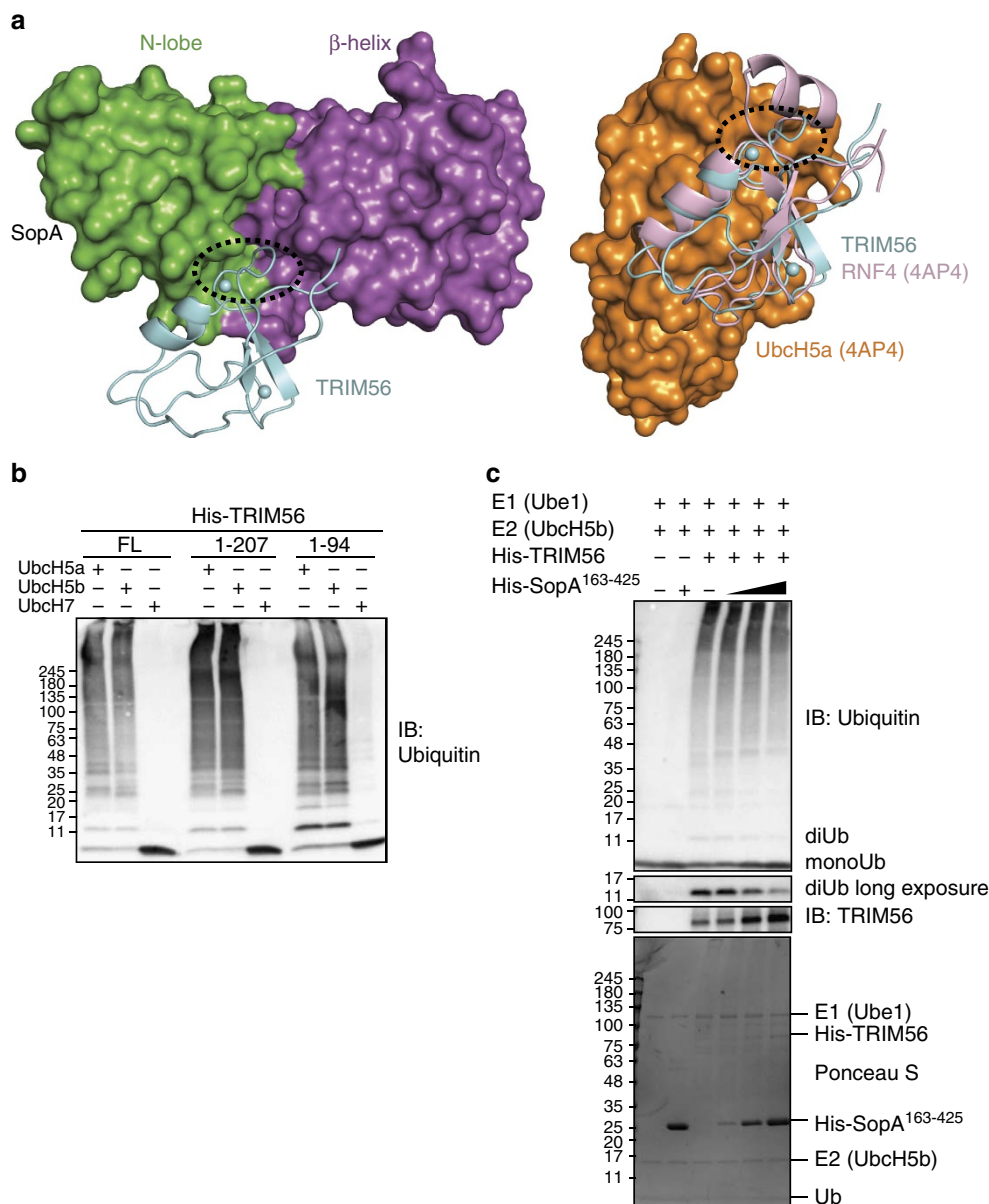 a
N-lobe
β-helix
SopA
TRIM56
TRIM56
RNF4 (4AP4)
UbcH5a (4AP4)
b
His-TRIM56
FL 1-207 1-94
UbcH5a + – – + – – + – –
UbcH5b – + – – + – – + –
UbcH7 – – + – – + – – +
245
180
135
100
75
63
48
35
25
20
17
11
IB:
Ubiquitin
c
E1 (Ube1) + + + + + +
E2 (UbcH5b) + + + + + +
His-TRIM56 – – + + + +
His-SopA163-425 – + –
245
180
135
100
75
63
48
35
25
20
17
11
IB: Ubiquitin
diUb
monoUb
17
11
diUb long exposure
100
75
IB: TRIM56
245
180
135
100
75
63
48
35
25
20
17
11
E1 (Ube1)
His-TRIM56
Ponceau S
His-SopA163-425
E2 (UbcH5b)
Ub